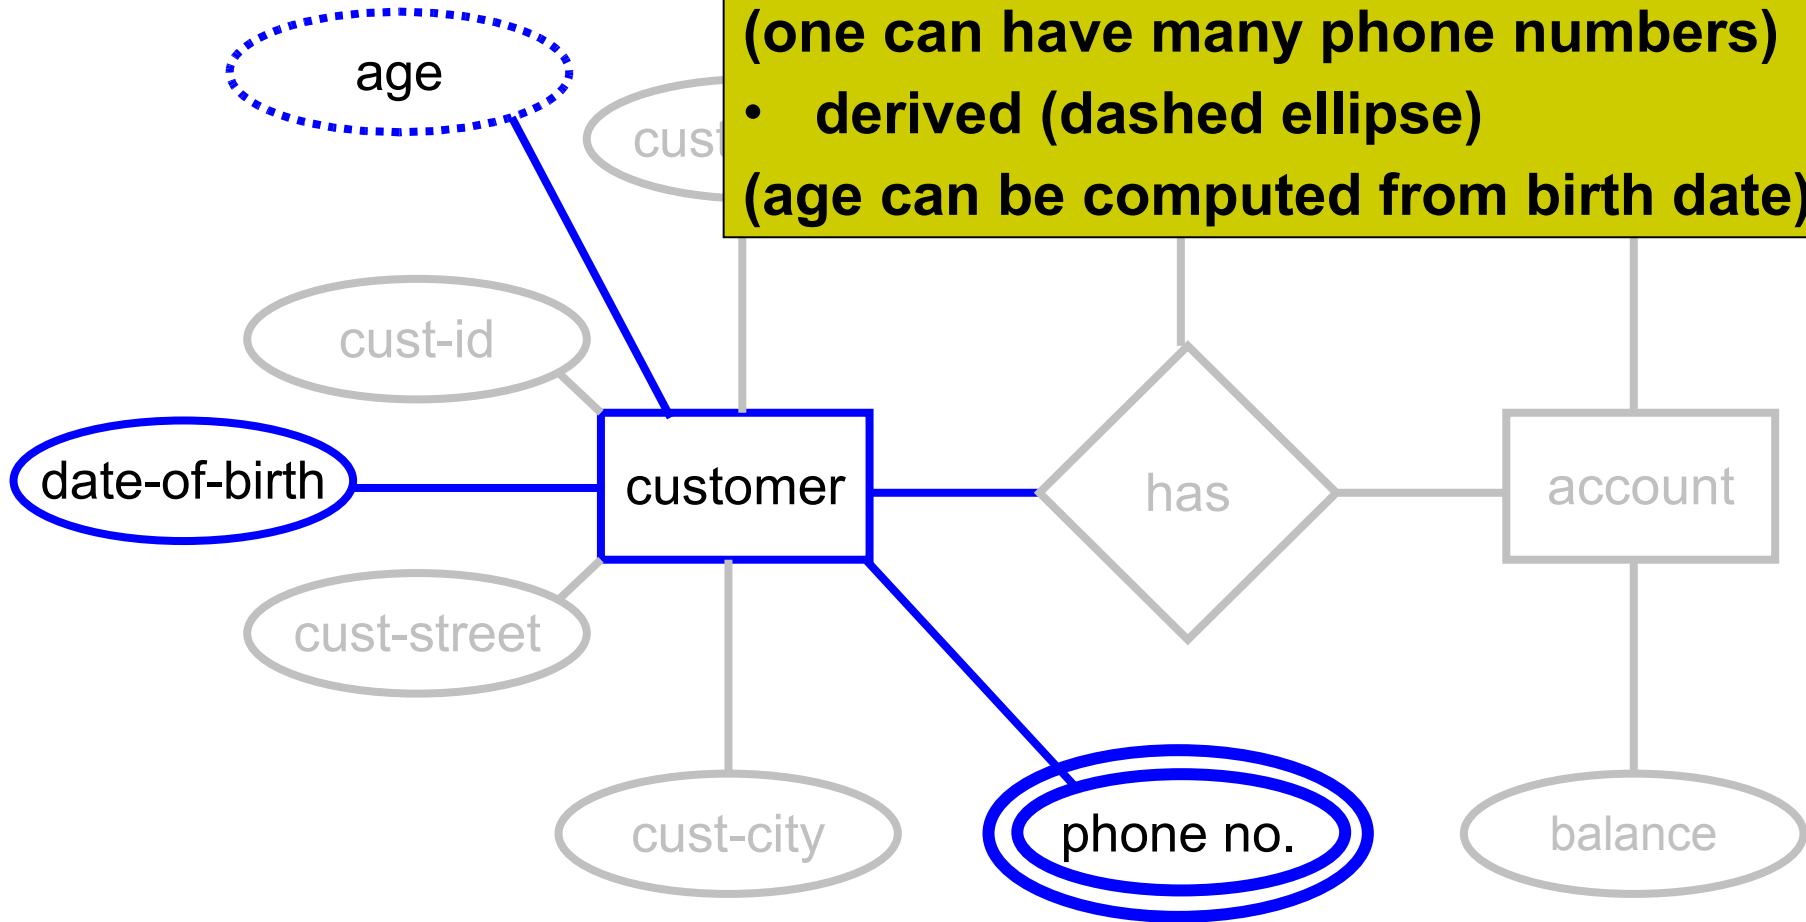 (one can have many phone numbers)
age
• derived (dashed ellipse)
(age can be computed from birth date)
cust-id
date-of-birth
customer
has
account
cust-street
cust-city
phone no.
balance